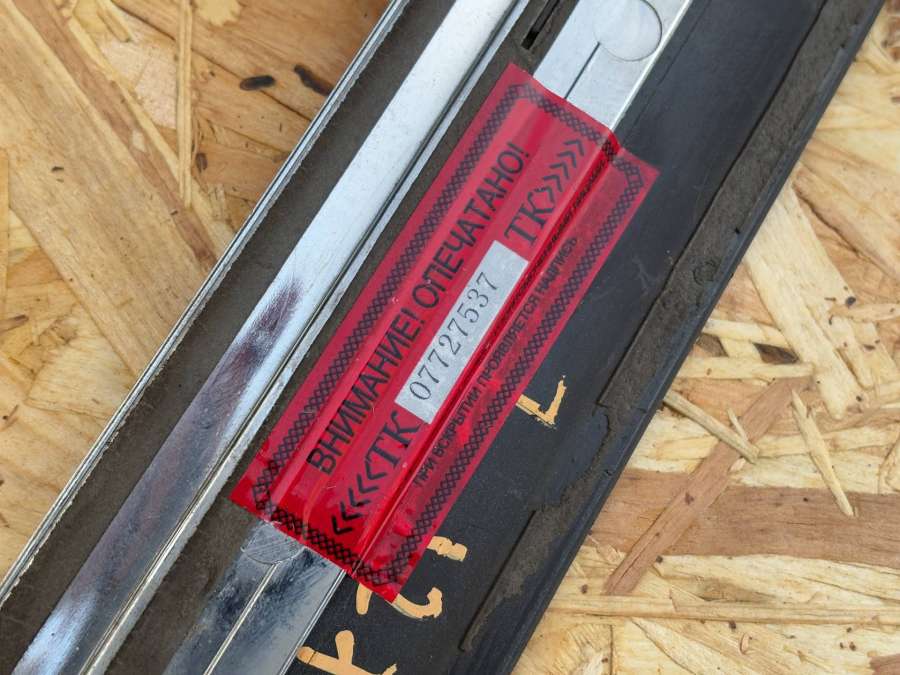 ВНИМАНИЕ! ОПЕЧАТАНО!
<<<<<ТК 07727537 ТК>>>>>
ПРИ ВСКРЫТИИ ПРОЯВЛЯЕТСЯ НАДПИСЬ